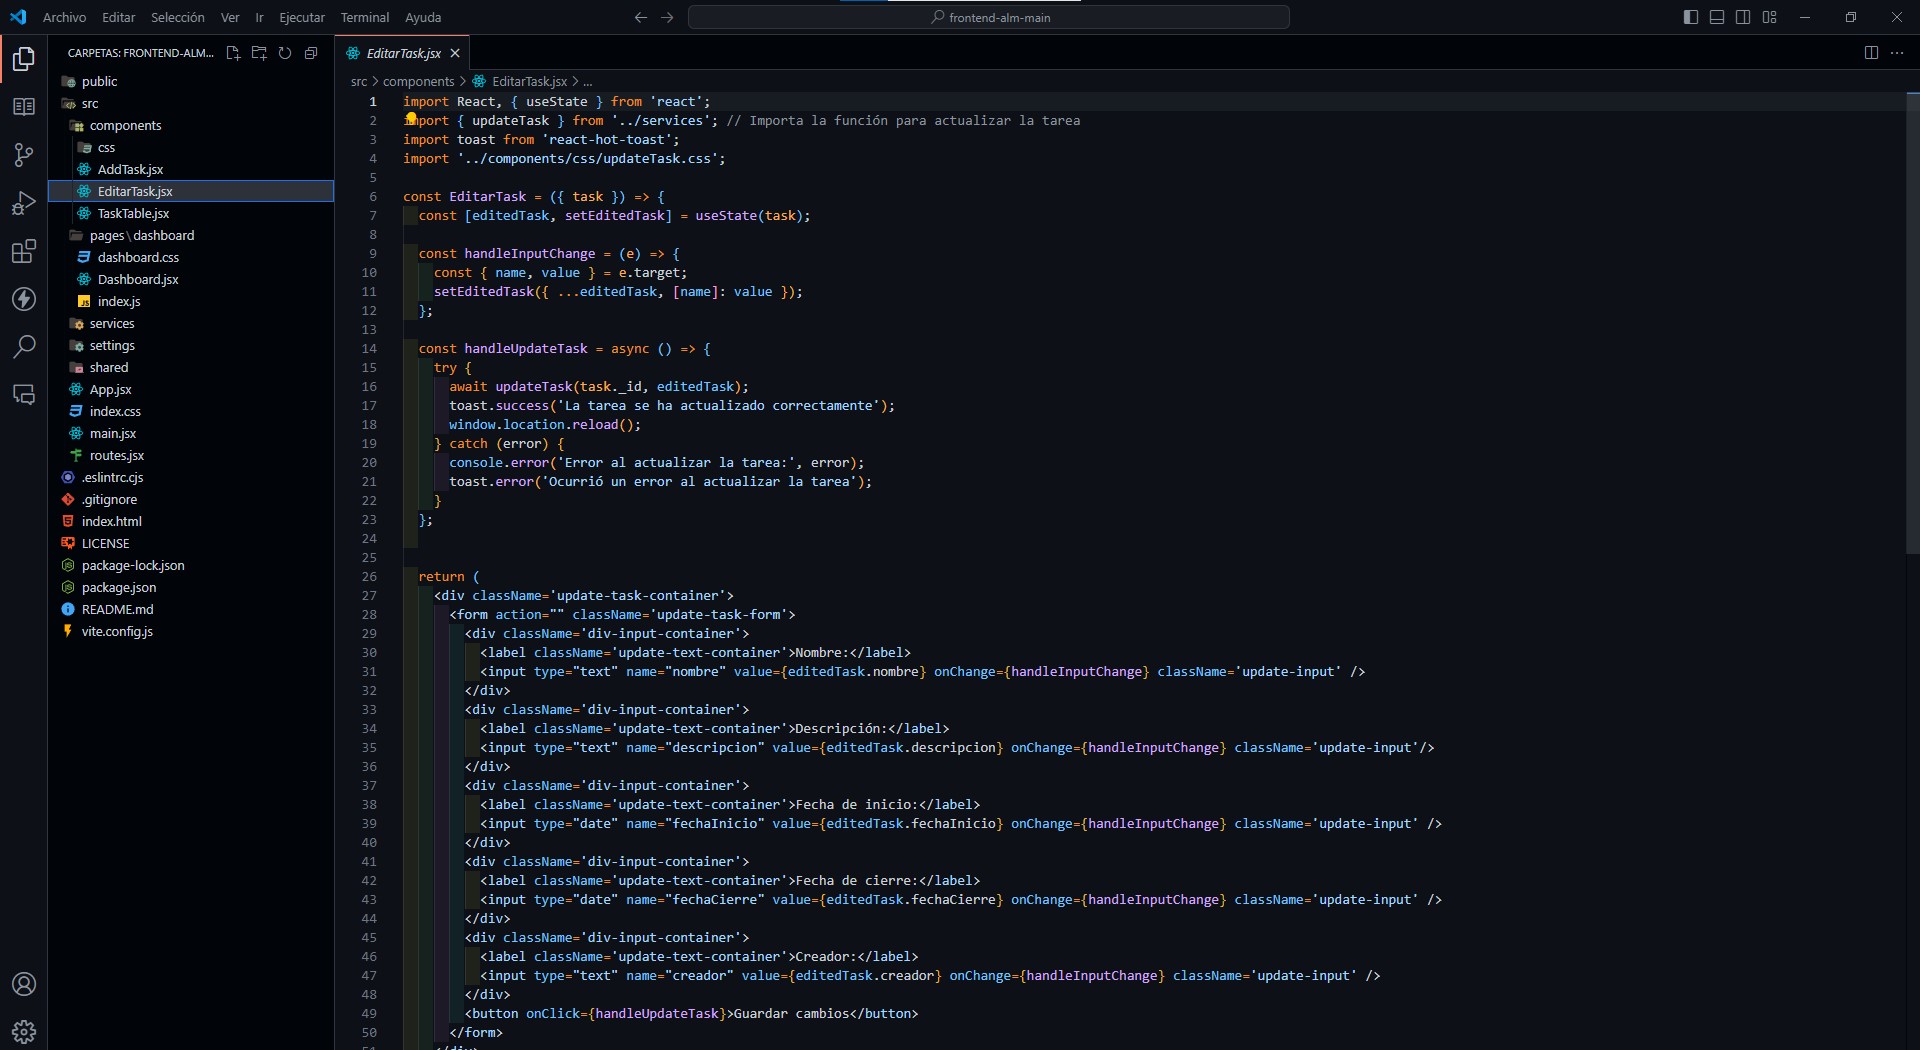 Archivo Editar Selección Ver Ir Ejecutar Terminal Ayuda
frontend-alm-main
CARPETAS: FRONTEND-ALM...
public
src
components
css
AddTask.jsx
EditarTask.jsx
TaskTable.jsx
pages\dashboard
dashboard.css
Dashboard.jsx
index.js
services
settings
shared
App.jsx
index.css
main.jsx
routes.jsx
.eslintrc.cjs
.gitignore
index.html
LICENSE
package-lock.json
package.json
README.md
vite.config.js
EditarTask.jsx
src > components > EditarTask.jsx > ...
1 import React, { useState } from 'react';
2 import { updateTask } from '../services'; // Importa la función para actualizar la tarea
3 import toast from 'react-hot-toast';
4 import '../components/css/updateTask.css';
5
6 const EditarTask = ({ task }) => {
7 const [editedTask, setEditedTask] = useState(task);
8
9 const handleInputChange = (e) => {
10 const { name, value } = e.target;
11 setEditedTask({ ...editedTask, [name]: value });
12 };
13
14 const handleUpdateTask = async () => {
15 try {
16 await updateTask(task._id, editedTask);
17 toast.success('La tarea se ha actualizado correctamente');
18 window.location.reload();
19 } catch (error) {
20 console.error('Error al actualizar la tarea:', error);
21 toast.error('Ocurrió un error al actualizar la tarea');
22 }
23 };
24
25
26 return (
27 <div className='update-task-container'>
28 <form action="" className='update-task-form'>
29 <div className='div-input-container'>
30 <label className='update-text-container'>Nombre:</label>
31 <input type="text" name="nombre" value={editedTask.nombre} onChange={handleInputChange} className='update-input' />
32 </div>
33 <div className='div-input-container'>
34 <label className='update-text-container'>Descripción:</label>
35 <input type="text" name="descripcion" value={editedTask.descripcion} onChange={handleInputChange} className='update-input'/>
36 </div>
37 <div className='div-input-container'>
38 <label className='update-text-container'>Fecha de inicio:</label>
39 <input type="date" name="fechaInicio" value={editedTask.fechaInicio} onChange={handleInputChange} className='update-input' />
40 </div>
41 <div className='div-input-container'>
42 <label className='update-text-container'>Fecha de cierre:</label>
43 <input type="date" name="fechaCierre" value={editedTask.fechaCierre} onChange={handleInputChange} className='update-input' />
44 </div>
45 <div className='div-input-container'>
46 <label className='update-text-container'>Creador:</label>
47 <input type="text" name="creador" value={editedTask.creador} onChange={handleInputChange} className='update-input' />
48 </div>
49 <button onClick={handleUpdateTask}>Guardar cambios</button>
50 </form>
51 </div>